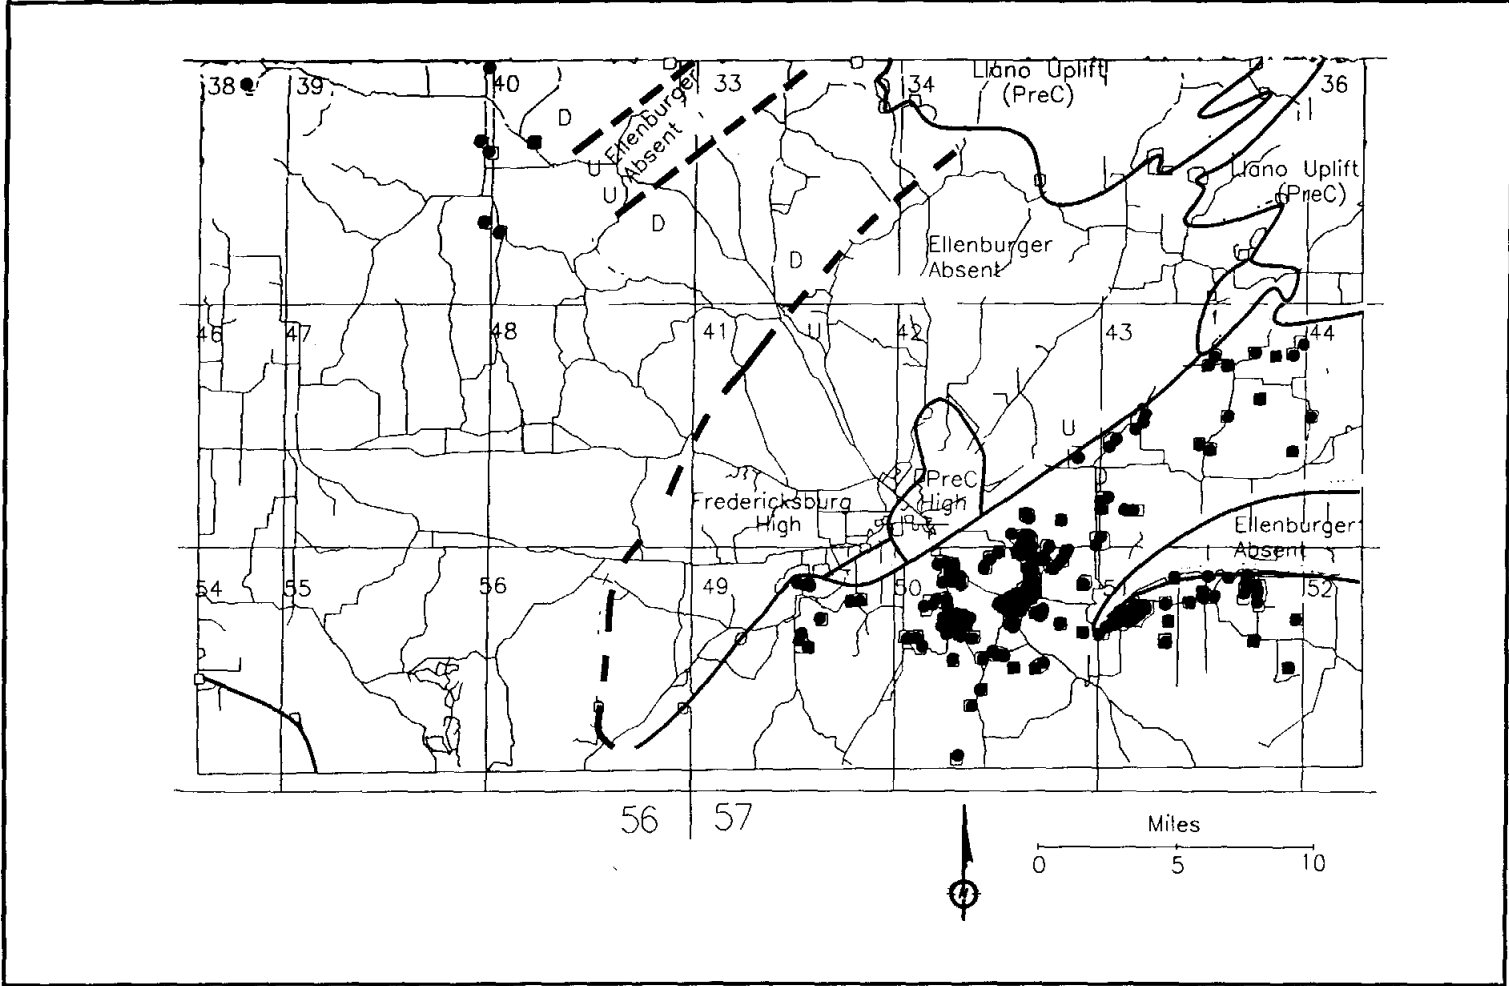 38
39
40
33
34
Llano Uplift
(PreC)
36
D
Ellenburger
Absent
U
U
D
Llano Uplift
(PreC)
D
Ellenburger
Absent
46
47
48
41
U
42
43
44
U
PreC
High
Fredericksburg
High
Ellenburger
Absent
54
55
56
49
50
52
56
57
Miles
0
5
10
N